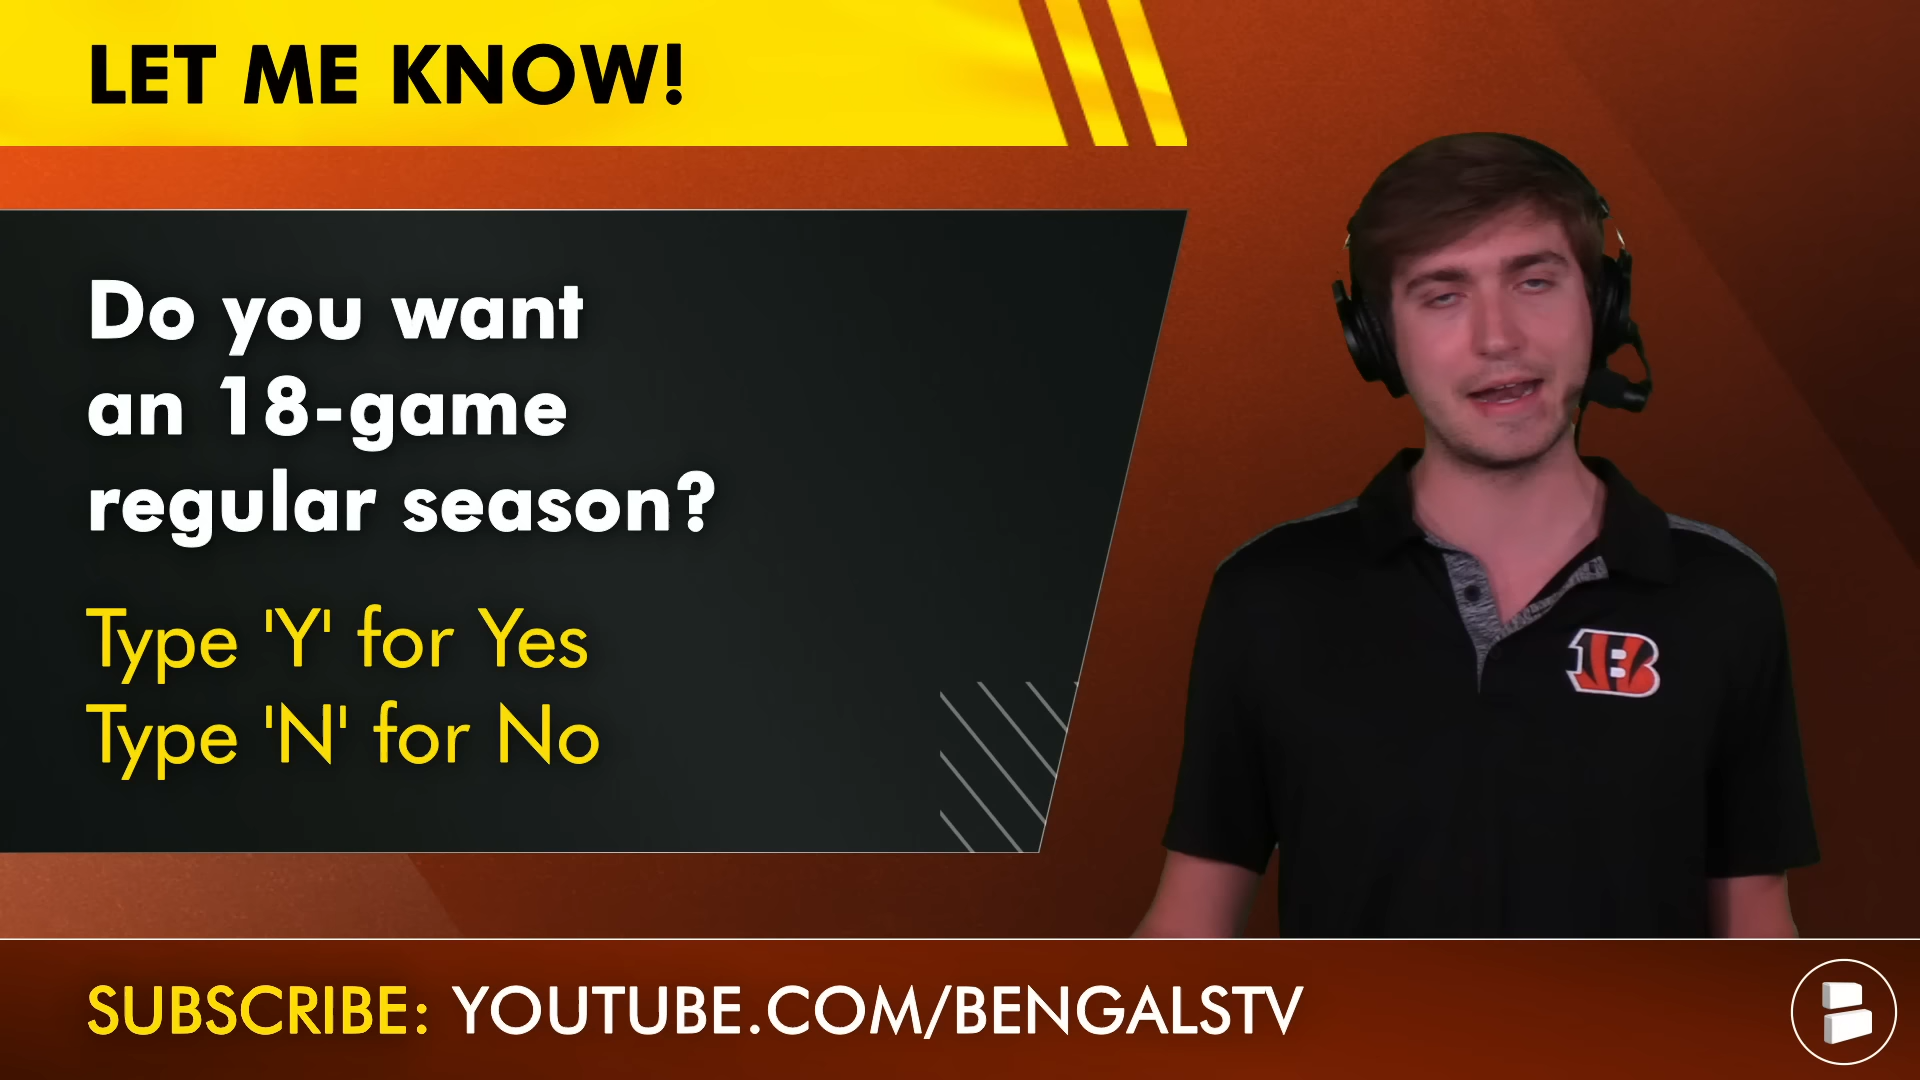 LET ME KNOW!
Do you want
an 18-game
regular season?
Type 'Y' for Yes
Type 'N' for No
B
SUBSCRIBE: YOUTUBE.COM/BENGALSTV